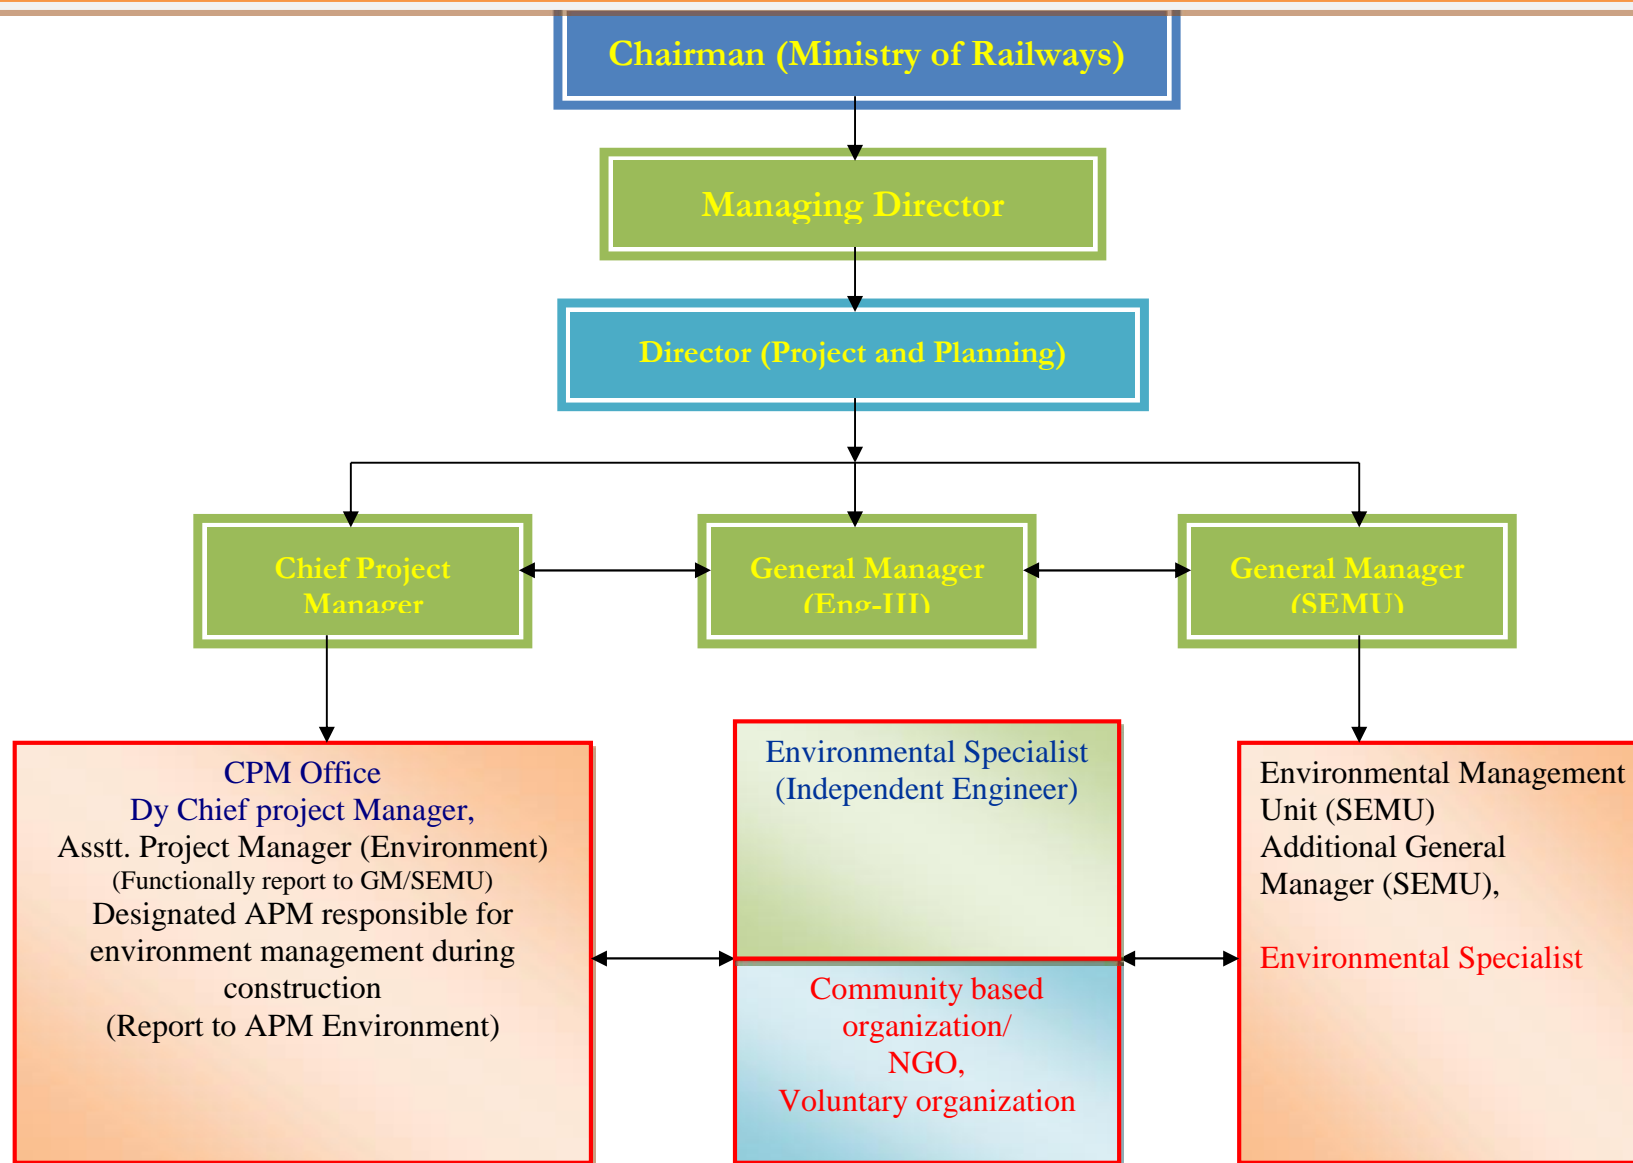 Chairman (Ministry of Railways)
Managing Director
Director (Project and Planning)
Chief Project
Manager
General Manager
(Eng-III)
General Manager
(SEMU)
CPM Office
Dy Chief project Manager,
Asstt. Project Manager (Environment)
(Functionally report to GM/SEMU)
Designated APM responsible for
environment management during
construction
(Report to APM Environment)
Environmental Specialist
(Independent Engineer)
Community based
organization/
NGO,
Voluntary organization
Environmental Management
Unit (SEMU)
Additional General
Manager (SEMU),
Environmental Specialist